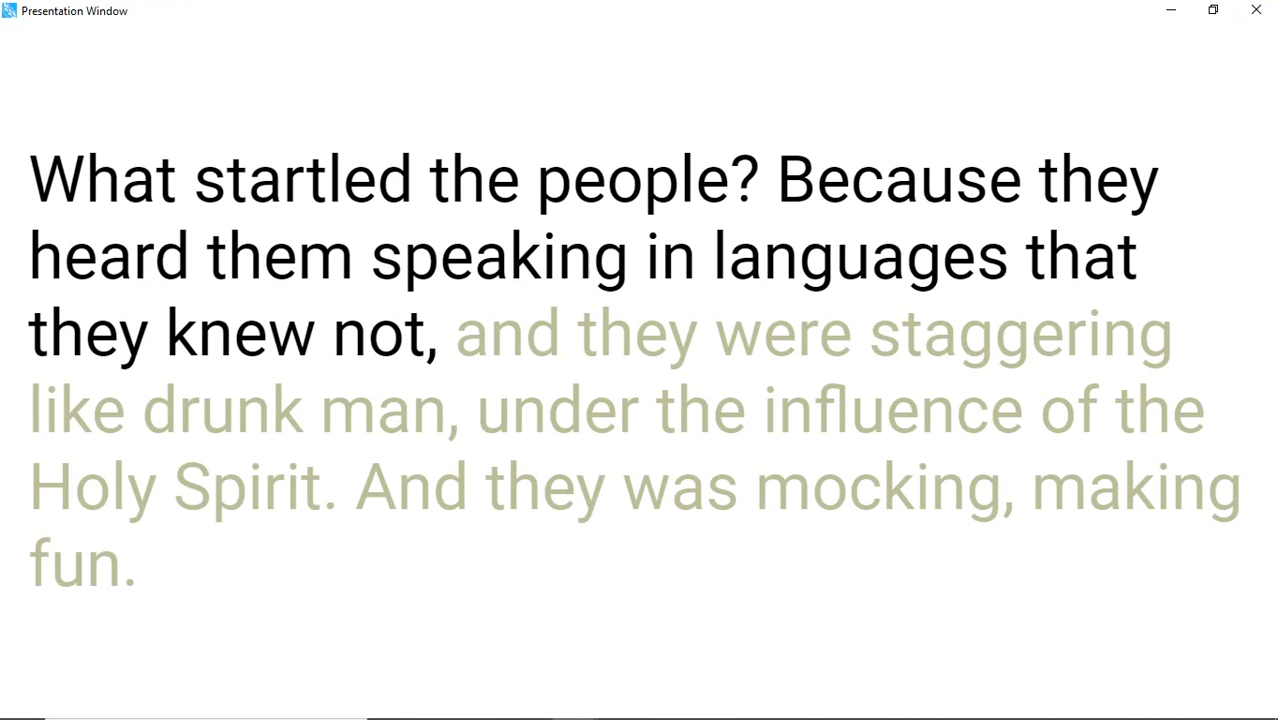 Presentation Window
What startled the people? Because they
heard them speaking in languages that
they knew not, and they were staggering
like drunk man, under the influence of the
Holy Spirit. And they was mocking, making
fun.